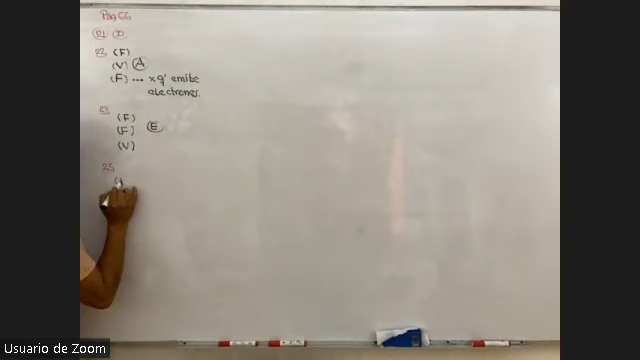 Pag 66
21 D
22 (F)
(V) A
(F) ... x q' emite
electrones.
23
(F)
(F) E
(V)
25
Usuario de Zoom